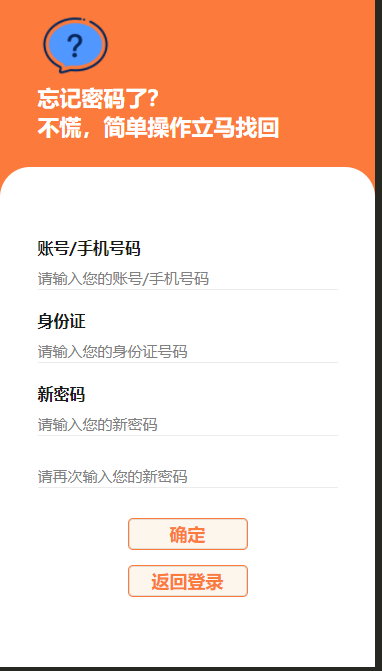 ?
忘记密码了？
不慌，简单操作立马找回
账号/手机号码
请输入您的账号/手机号码
身份证
请输入您的身份证号码
新密码
请输入您的新密码
请再次输入您的新密码
确定
返回登录